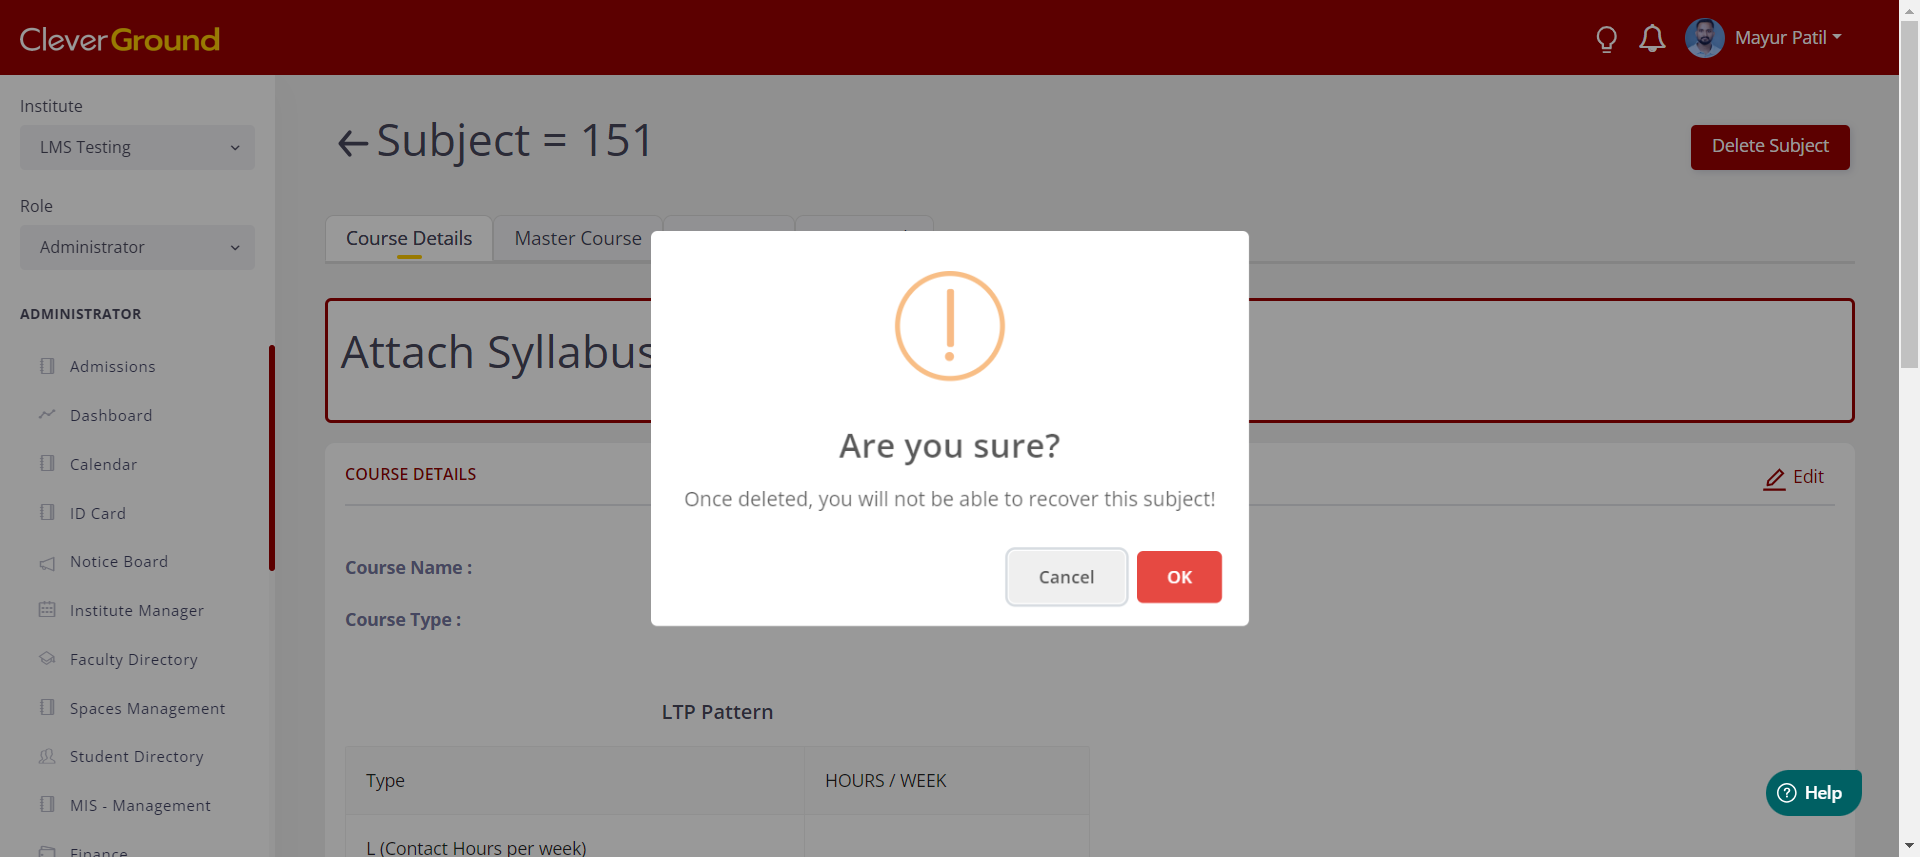 CleverGround
Mayur Patil
Institute
LMS Testing
Role
Administrator
ADMINISTRATOR
Admissions
Dashboard
Calendar
ID Card
Notice Board
Institute Manager
Faculty Directory
Spaces Management
Student Directory
MIS - Management
Finance
Subject = 151
Delete Subject
Course Details
Master Course
Attach Syllabus
COURSE DETAILS
Edit
Course Name :
Course Type :
LTP Pattern
Type HOURS / WEEK
L (Contact Hours per week)
Are you sure?
Once deleted, you will not be able to recover this subject!
Cancel
OK
Help